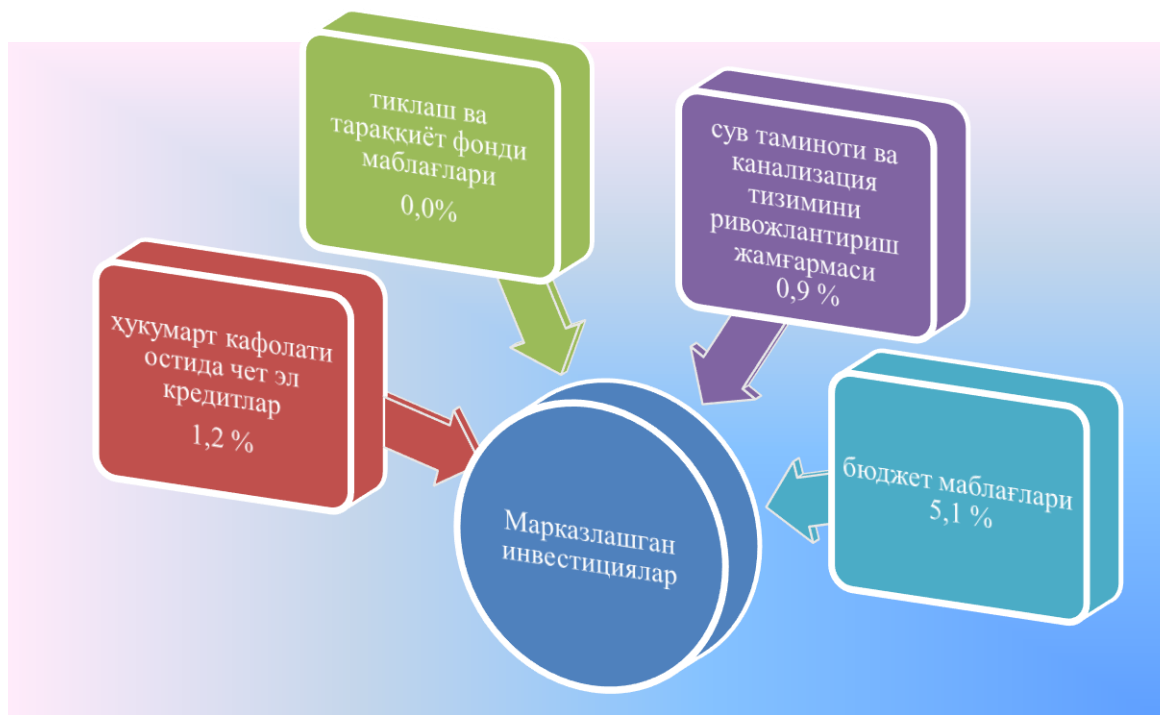 тиклаш ва
тараққиёт фонди
маблағлари
0,0%
сув таминоти ва
канализация
тизимини
ривожлантириш
жамғармаси
0,9 %
ҳукумарт кафолати
остида чет эл
кредитлар
1,2 %
бюджет маблағлари
5,1 %
Марказлашган
инвестициялар